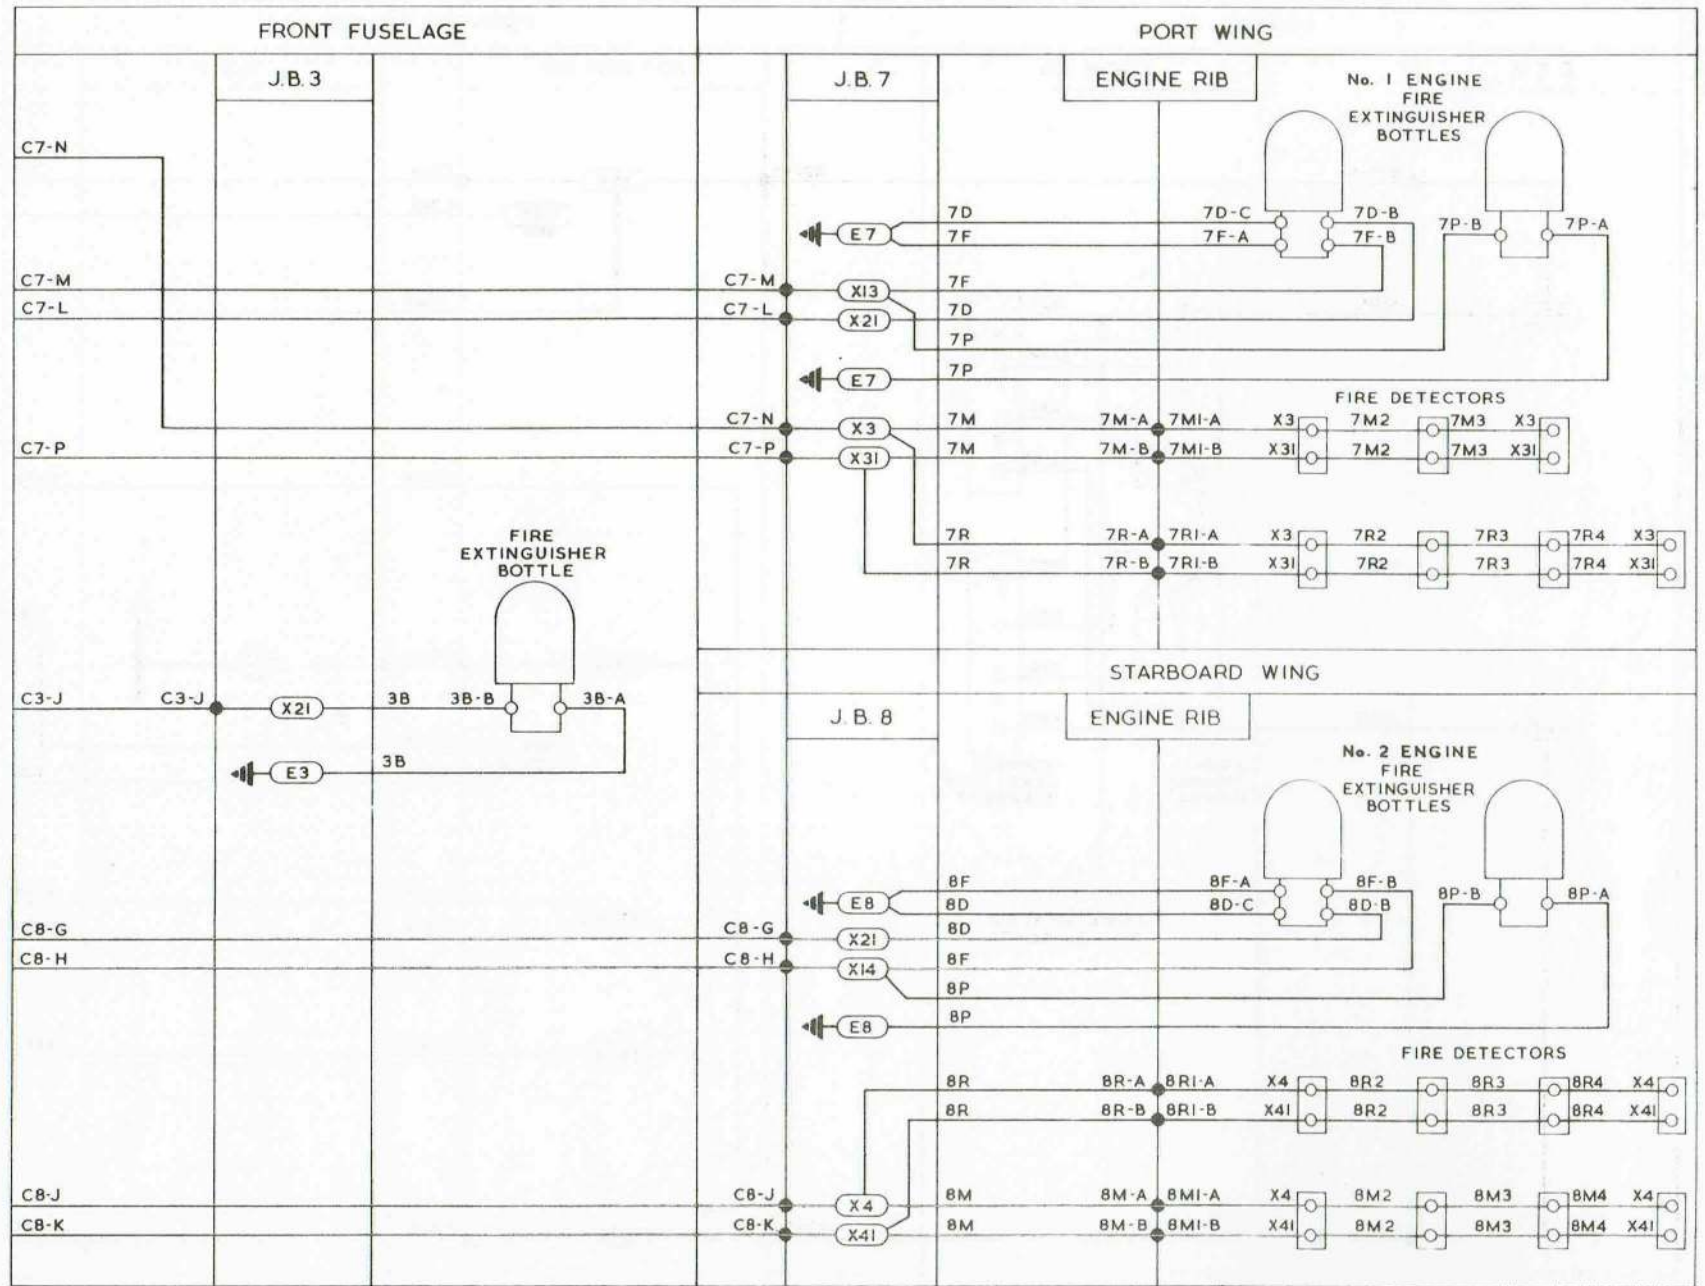 FRONT FUSELAGE
PORT WING
J.B.3
J.B.7
ENGINE RIB
No. 1 ENGINE
FIRE
EXTINGUISHER
BOTTLES
C7-N
7D
7D-C
7D-B
7P-B
7P-A
E7
7F
7F-A
7F-B
C7-M
C7-M
X13
7F
C7-L
C7-L
X21
7D
7P
E7
7P
FIRE DETECTORS
C7-N
X3
7M
7M-A
7M1-A
X3
7M2
7M3
X3
C7-P
C7-P
X31
7M
7M-B
7M1-B
X31
7M2
7M3
X31
7R
7R-A
7R1-A
X3
7R2
7R3
7R4
X3
7R
7R-B
7R1-B
X31
7R2
7R3
7R4
X31
FIRE
EXTINGUISHER
BOTTLE
C3-J
C3-J
X21
3B
3B-B
3B-A
E3
3B
STARBOARD WING
J.B.8
ENGINE RIB
No. 2 ENGINE
FIRE
EXTINGUISHER
BOTTLES
8F
8F-A
8F-B
8P-B
8P-A
E8
8D
8D-C
8D-B
C8-G
C8-G
X21
8D
C8-H
C8-H
X14
8F
8P
E8
8P
FIRE DETECTORS
8R
8R-A
8R1-A
X4
8R2
8R3
8R4
X4
8R
8R-B
8R1-B
X41
8R2
8R3
8R4
X41
C8-J
C8-J
X4
8M
8M-A
8M1-A
X4
8M2
8M3
8M4
X4
C8-K
C8-K
X41
8M
8M-B
8M1-B
X41
8M2
8M3
8M4
X41